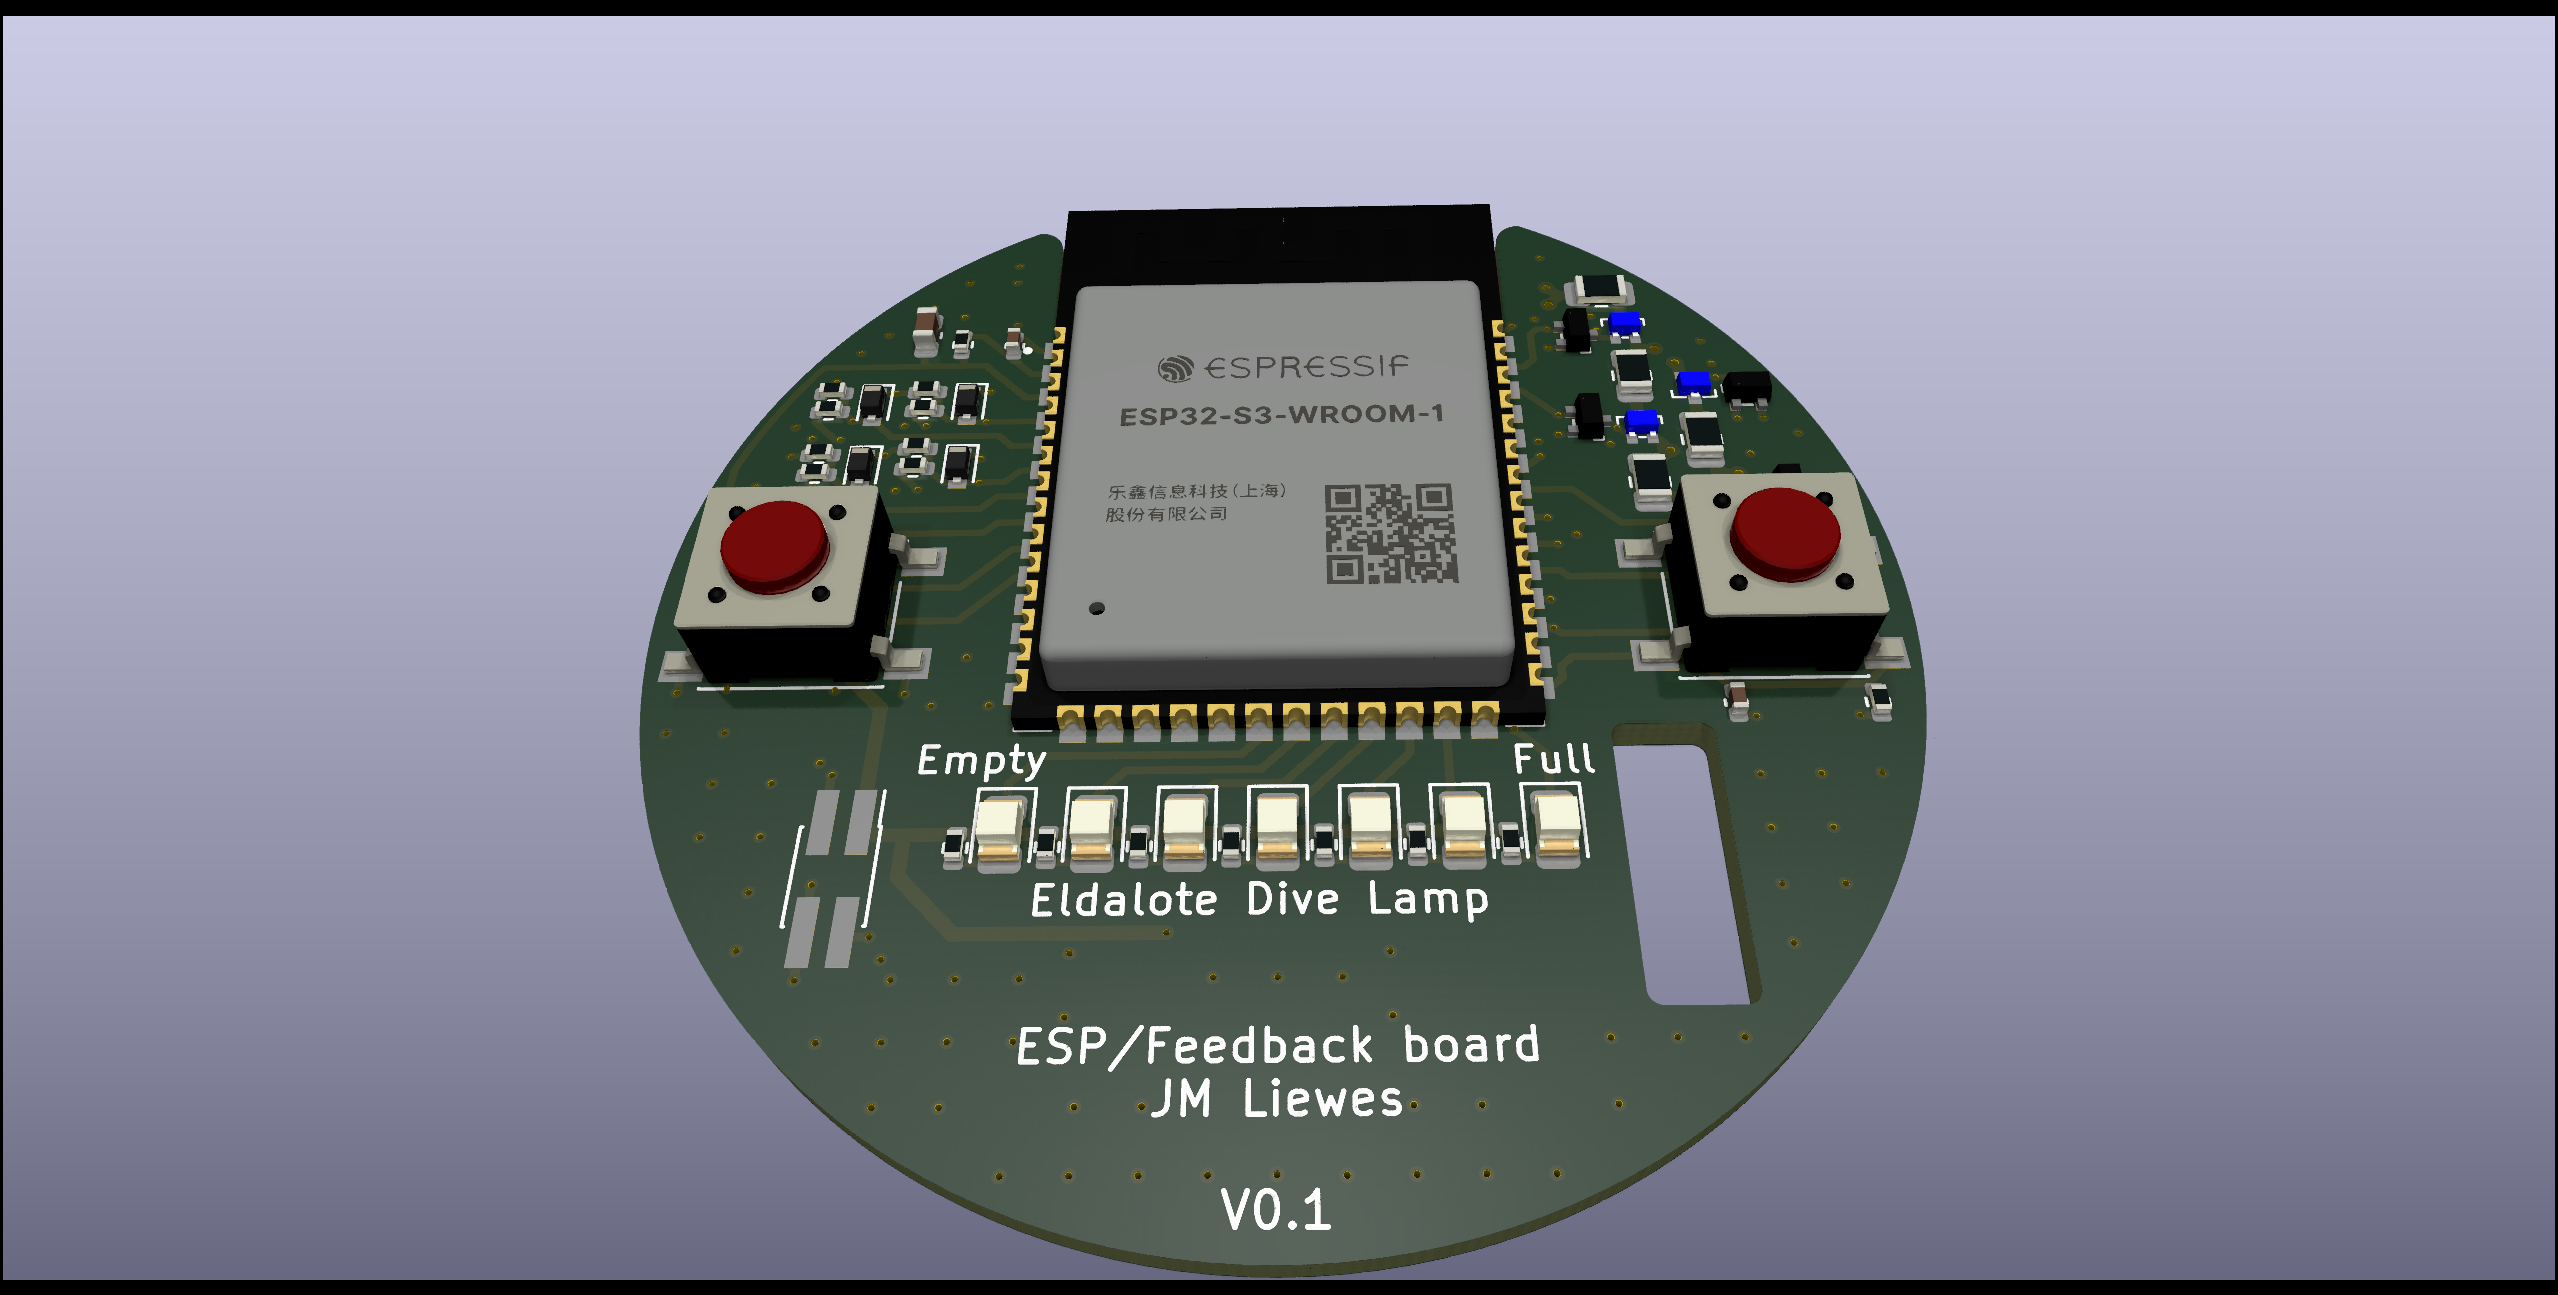 ESPRESSIF
ESP32-S3-WROOM-1
乐鑫信息科技(上海)
股份有限公司
Empty Full
Eldalote Dive Lamp
ESP/Feedback board
JM Liewes
V0.1